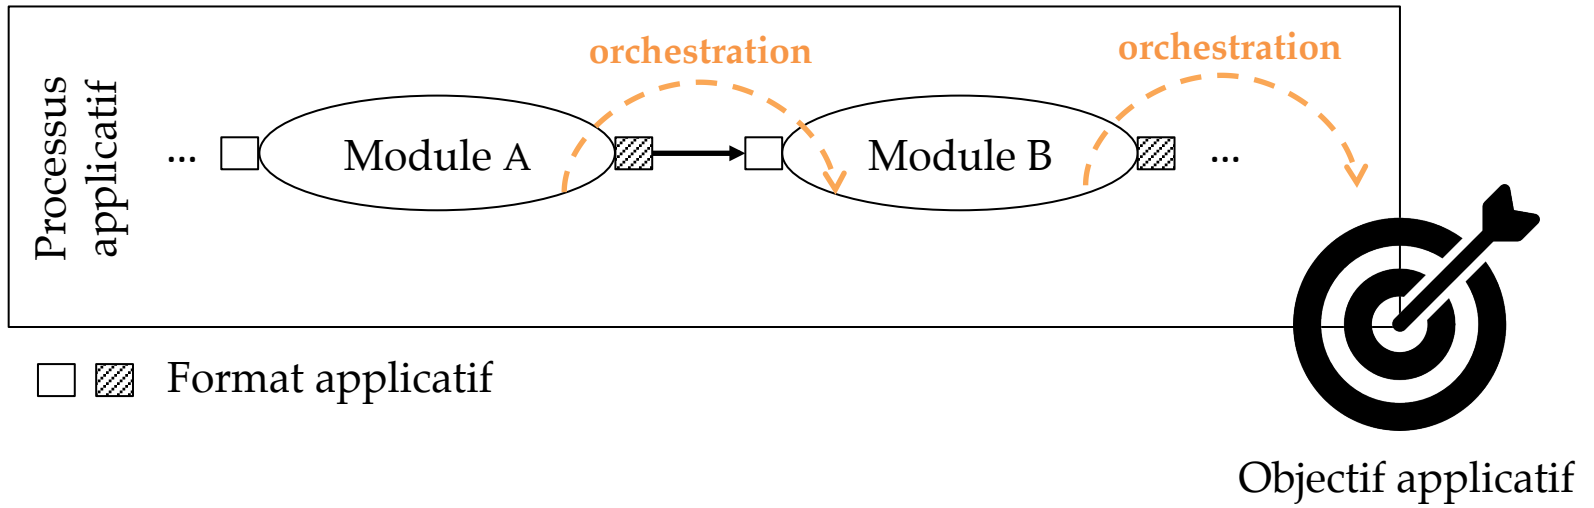 orchestration
orchestration
Processus
applicatif
...
Module A
Module B
...
Format applicatif
Objectif applicatif